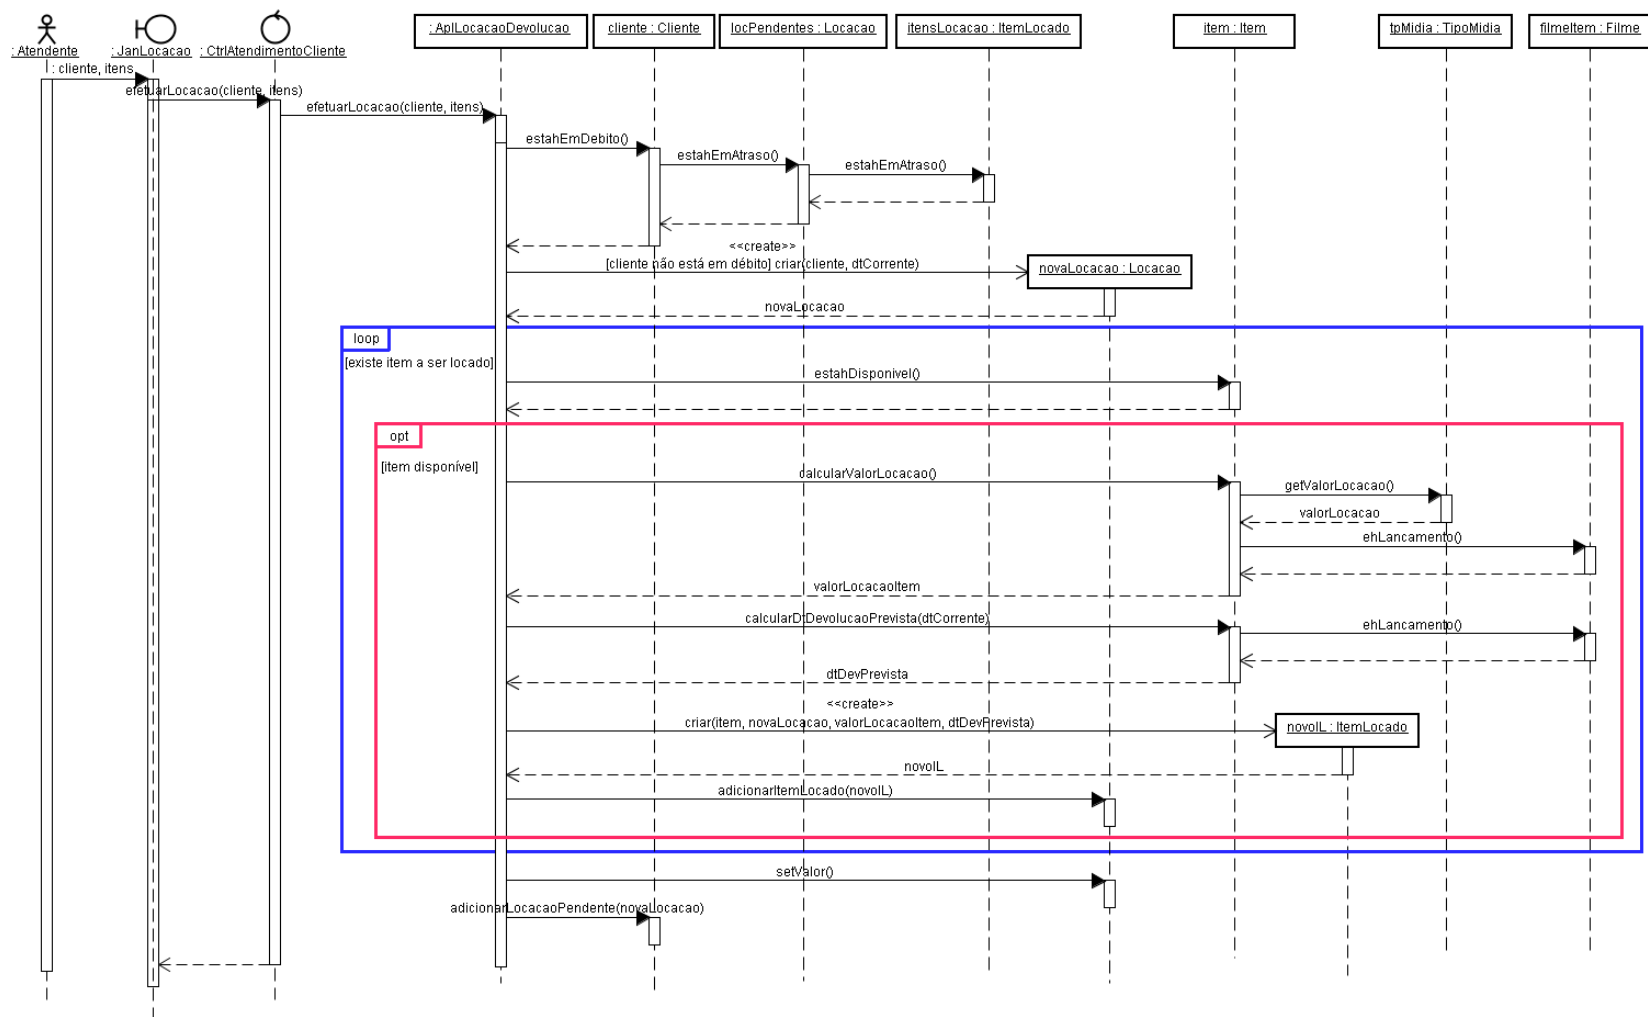 : Atendente
: JanLocacao
: CtrlAtendimentoCliente
: AplLocacaoDevolucao
cliente : Cliente
locPendentes : Locacao
itensLocacao : ItemLocado
item : Item
tpMidia : TipoMidia
filmeItem : Filme
: cliente, itens
efetuarLocacao(cliente, itens)
efetuarLocacao(cliente, itens)
estahEmDebito()
estahEmAtraso()
estahEmAtraso()
<<create>>
[cliente não está em débito] criar(cliente, dtCorrente)
novaLocacao : Locacao
novaLocacao
loop
[existe item a ser locado]
estahDisponivel()
opt
[item disponível]
calcularValorLocacao()
getValorLocacao()
valorLocacao
ehLancamento()
valorLocacaoItem
calcularDtDevolucaoPrevista(dtCorrente)
ehLancamento()
dtDevPrevista
<<create>>
criar(item, novaLocacao, valorLocacaoItem, dtDevPrevista)
novoIL : ItemLocado
novoIL
adicionarItemLocado(novoIL)
setValor()
adicionarLocacaoPendente(novaLocacao)